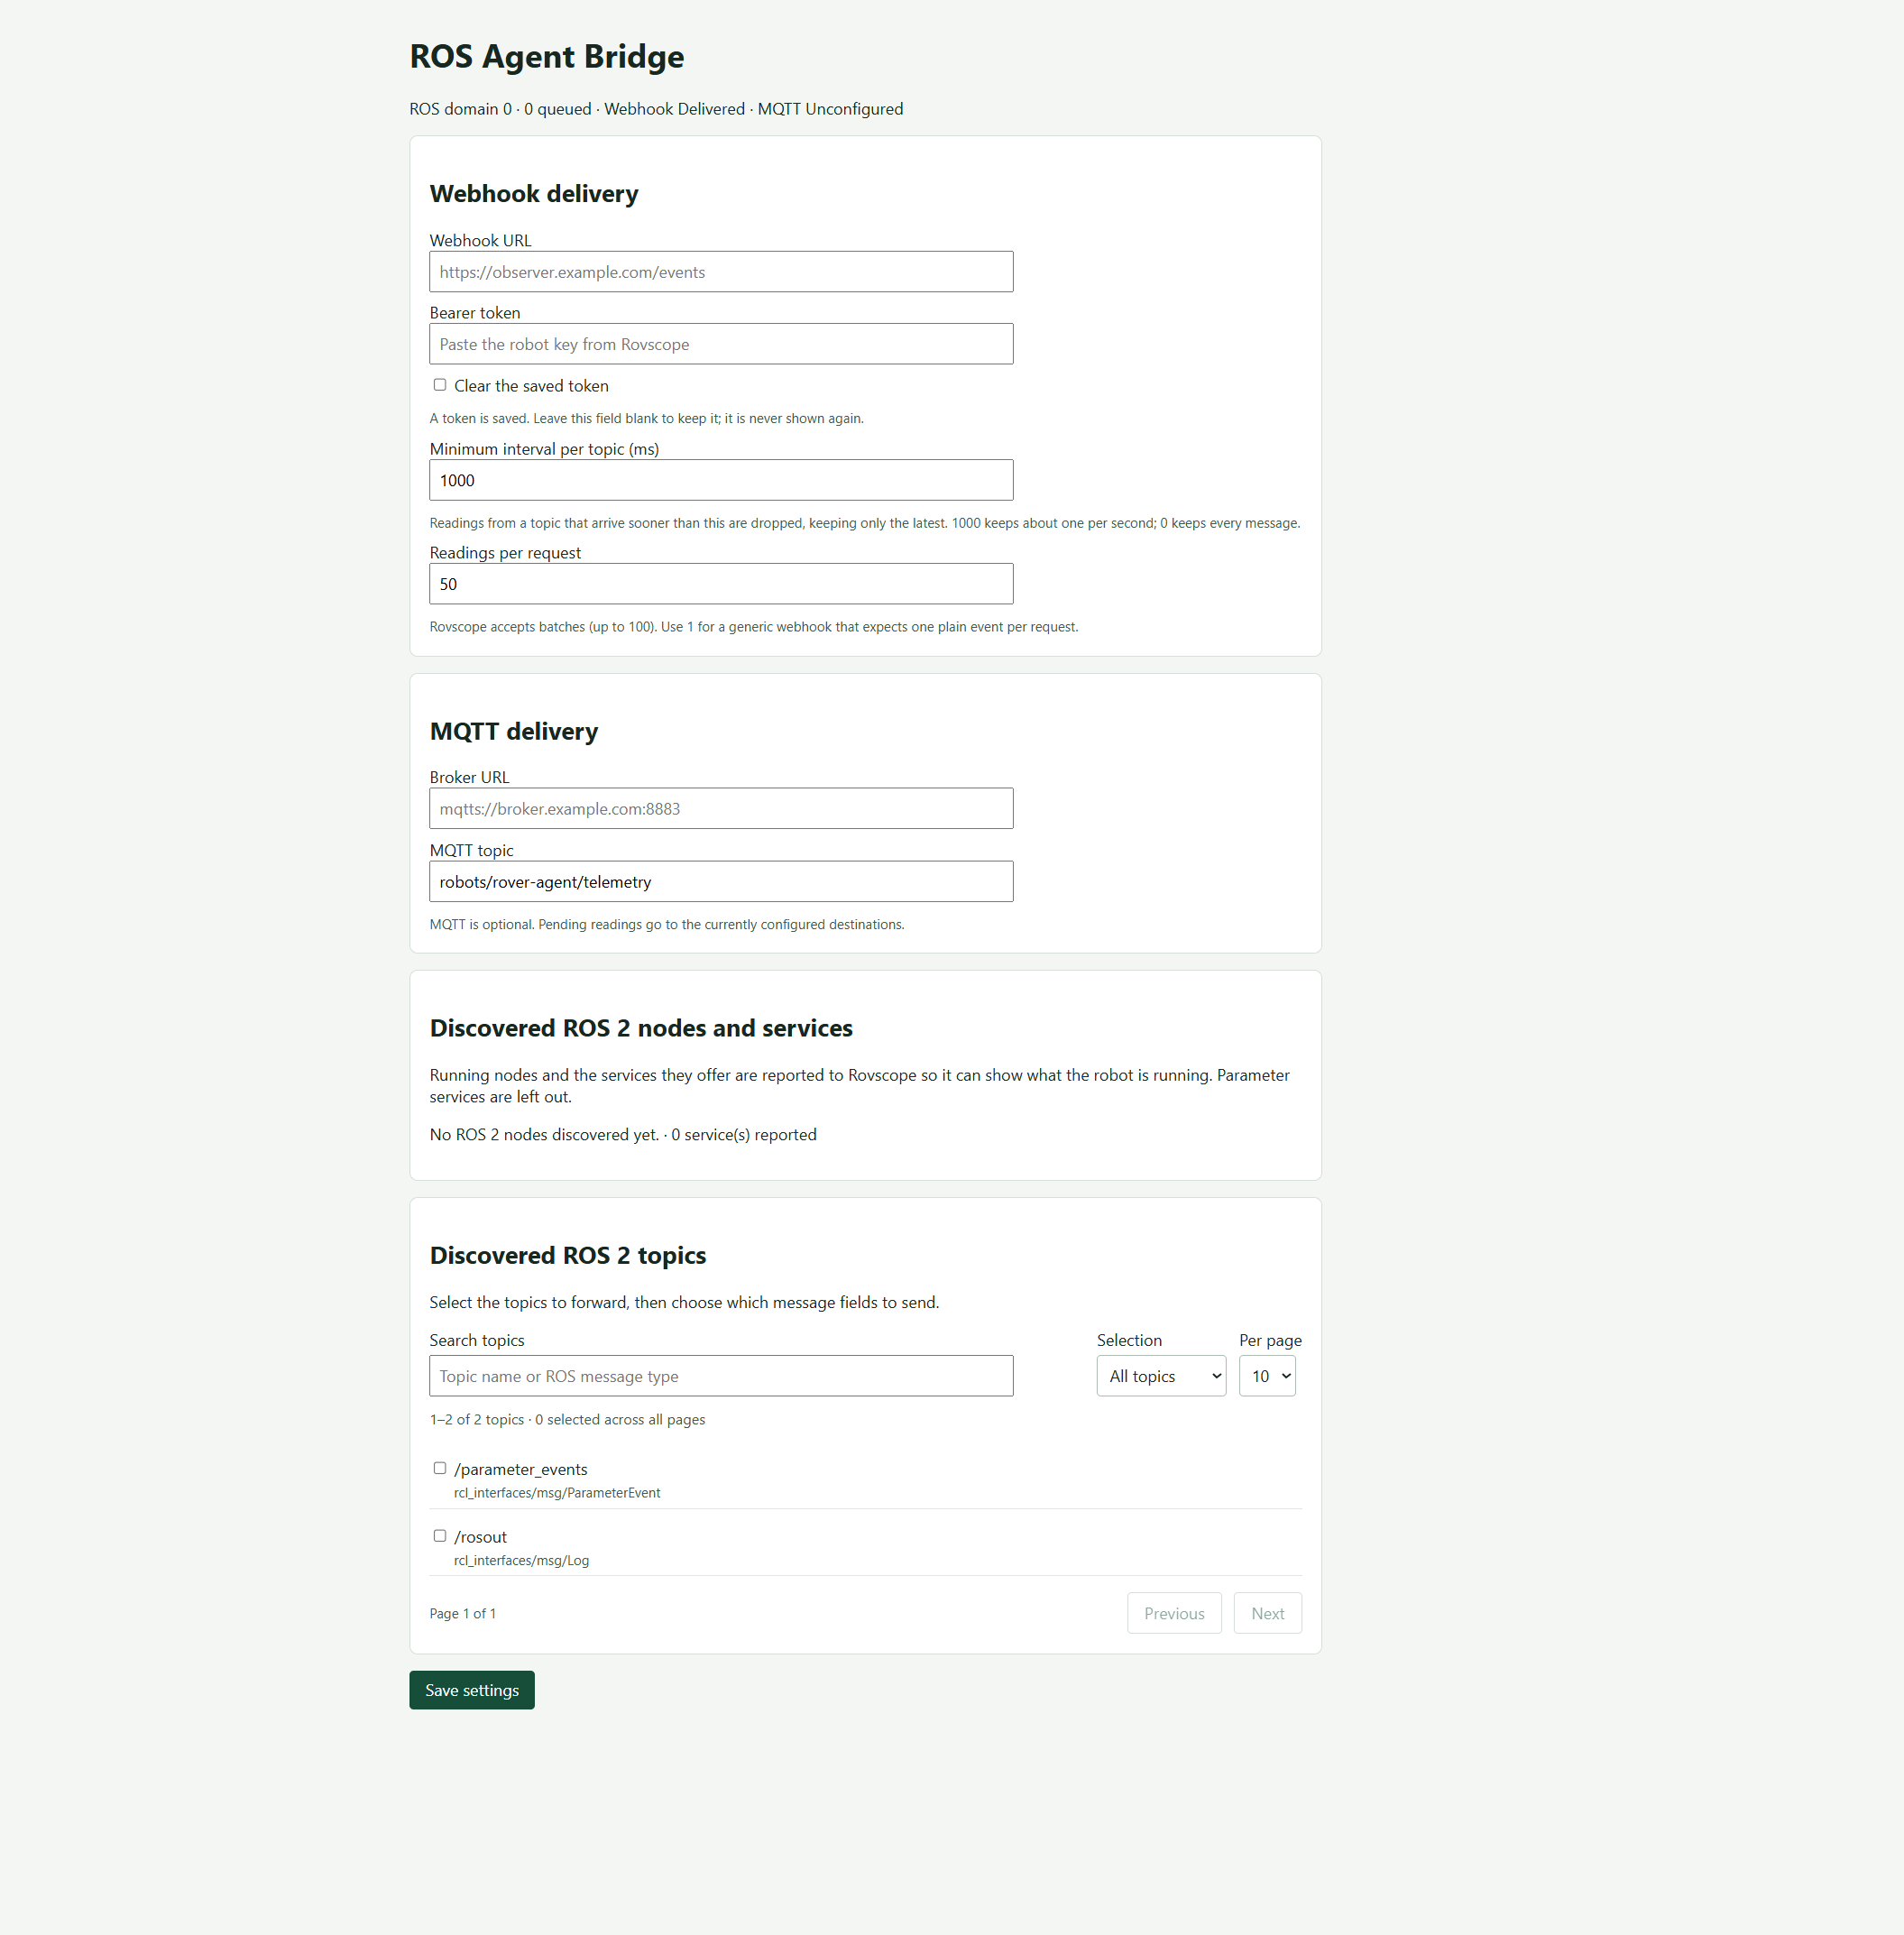 ROS Agent Bridge
ROS domain 0 · 0 queued · Webhook Delivered · MQTT Unconfigured
Webhook delivery
Webhook URL
https://observer.example.com/events
Bearer token
Paste the robot key from Rovscope
Clear the saved token
A token is saved. Leave this field blank to keep it; it is never shown again.
Minimum interval per topic (ms)
1000
Readings from a topic that arrive sooner than this are dropped, keeping only the latest. 1000 keeps about one per second; 0 keeps every message.
Readings per request
50
Rovscope accepts batches (up to 100). Use 1 for a generic webhook that expects one plain event per request.
MQTT delivery
Broker URL
mqtts://broker.example.com:8883
MQTT topic
robots/rover-agent/telemetry
MQTT is optional. Pending readings go to the currently configured destinations.
Discovered ROS 2 nodes and services
Running nodes and the services they offer are reported to Rovscope so it can show what the robot is running. Parameter
services are left out.
No ROS 2 nodes discovered yet. · 0 service(s) reported
Discovered ROS 2 topics
Select the topics to forward, then choose which message fields to send.
Search topics
Selection
Per page
Topic name or ROS message type
All topics
10
1–2 of 2 topics · 0 selected across all pages
/parameter_events
rcl_interfaces/msg/ParameterEvent
/rosout
rcl_interfaces/msg/Log
Page 1 of 1
Previous
Next
Save settings